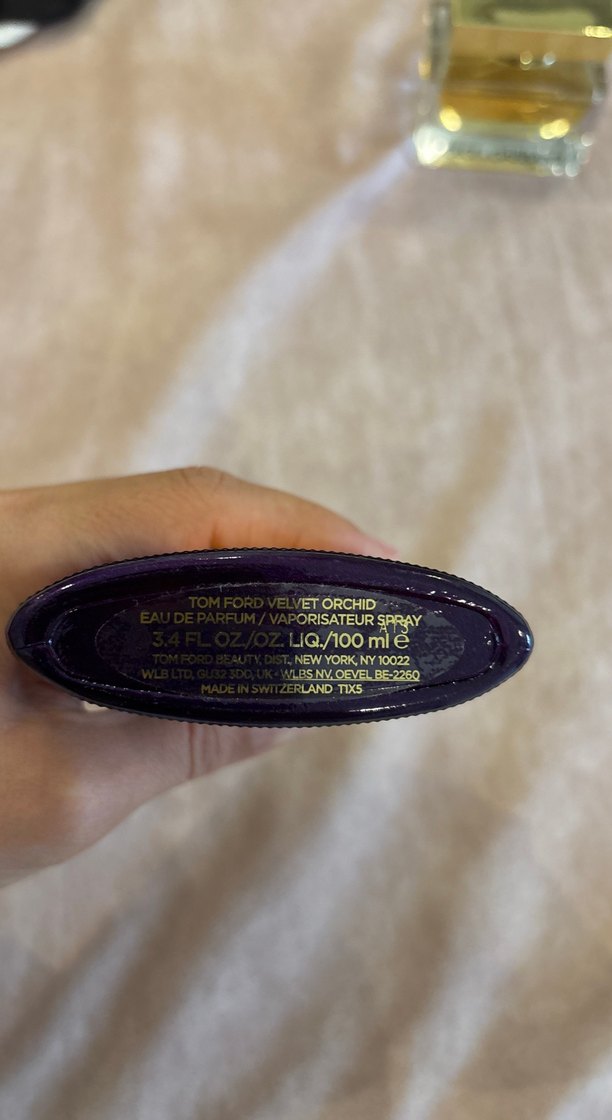 TOM FORD VELVET ORCHID
EAU DE PARFUM / VAPORISATEUR SPRAY
3.4 FL. OZ./OZ. LIQ./100 ml ℮
TOM FORD BEAUTY, DIST. NEW YORK, NY 10022
WLB LTD, GU32 3DD, UK · WLBS NV, OEVEL BE-2260
MADE IN SWITZERLAND T1X5